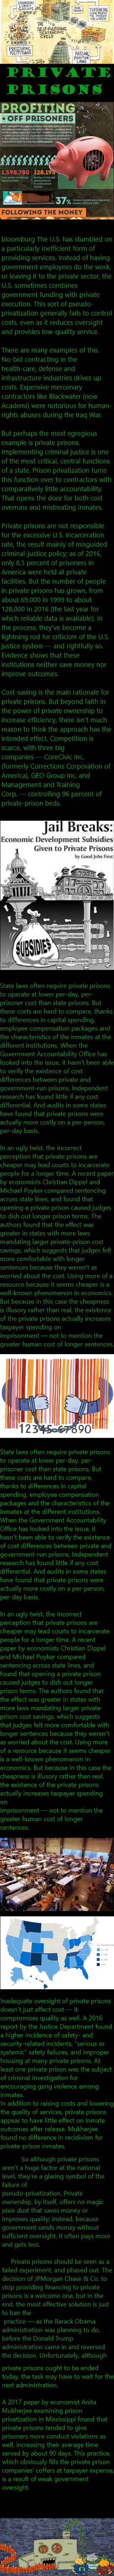 PRIVATE
PRISONS
PROFITING
OFF PRISONERS
1,598,780
128,195
37%
FOLLOWING THE MONEY
bloomburg:The U.S. has stumbled on
a particularly inefficient form of
providing services. Instead of having
government employees do the work,
or leaving it to the private sector, the
U.S. sometimes combines
government funding with private
execution. This sort of pseudo-
privatization generally fails to control
costs, even as it reduces oversight
and provides low-quality service.
There are many examples of this.
No-bid contracting in the
health-care, defense and
infrastructure industries drives up
costs. Expensive mercenary
contractors like Blackwater (now
Academi) were notorious for human-
rights abuses during the Iraq War.
But perhaps the most egregious
example is private prisons.
Implementing criminal justice is one
of the most critical, central functions
of a state. Prison privatization turns
this function over to contractors with
comparatively little accountability.
That opens the door for both cost
overruns and mistreating inmates.
Private prisons are not responsible
for the excessive U.S. incarceration
rate, the result mainly of misguided
criminal-justice policy; as of 2016,
only 8.5 percent of prisoners in
America were held at private
facilities. But the number of people
in private prisons has grown, from
about 69,000 in 1999 to about
128,000 in 2016 (the last year for
which reliable data is available). In
the process, they've become a
lightning rod for criticism of the U.S.
justice system — and rightfully so.
Evidence shows that these
institutions neither save money nor
improve outcomes.
Cost-saving is the main rationale for
private prisons. But beyond faith in
the power of private ownership to
increase efficiency, there isn't much
reason to think the approach has the
intended effect. Competition is
scarce, with three big
companies — CoreCivic Inc.
(formerly Corrections Corporation of
America), GEO Group Inc. and
Management and Training
Corp. — controlling 96 percent of
private-prison beds.
Jail Breaks:
Economic Development Subsidies
Given to Private Prisons
by Good Jobs First
SUBSIDIES
State laws often require private prisons
to operate at lower per-day, per-
prisoner cost than state prisons. But
these costs are hard to compare, thanks
to differences in capital spending,
employee compensation packages and
the characteristics of the inmates at the
different institutions. When the
Government Accountability Office has
looked into the issue, it hasn't been able
to verify the existence of cost
differences between private and
government-run prisons. Independent
research has found little if any cost
differential. And audits in some states
have found that private prisons were
actually more costly on a per-person,
per-day basis.
In an ugly twist, the incorrect
perception that private prisons are
cheaper may lead courts to incarcerate
people for a longer time. A recent paper
by economists Christian Dippel and
Michael Poyker compared sentencing
across state lines, and found that
opening a private prison caused judges
to dish out longer prison terms. The
authors found that the effect was
greater in states with more laws
mandating larger private-prison cost
savings, which suggests that judges felt
more comfortable with longer
sentences because they weren't as
worried about the cost. Using more of a
resource because it seems cheaper is a
well-known phenomenon in economics.
But because in this case the cheapness
is illusory rather than real, the existence
of the private prisons actually increases
taxpayer spending on
imprisonment — not to mention the
greater human cost of longer sentences.
1234567890
State laws often require private prisons
to operate at lower per-day, per-
prisoner cost than state prisons. But
these costs are hard to compare,
thanks to differences in capital
spending, employee compensation
packages and the characteristics of the
inmates at the different institutions.
When the Government Accountability
Office has looked into the issue, it
hasn't been able to verify the existence
of cost differences between private and
government-run prisons. Independent
research has found little if any cost
differential. And audits in some states
have found that private prisons were
actually more costly on a per-person,
per-day basis.
In an ugly twist, the incorrect
perception that private prisons are
cheaper may lead courts to incarcerate
people for a longer time. A recent
paper by economists Christian Dippel
and Michael Poyker compared
sentencing across state lines, and
found that opening a private prison
caused judges to dish out longer
prison terms. The authors found that
the effect was greater in states with
more laws mandating larger private-
prison cost savings, which suggests
that judges felt more comfortable with
longer sentences because they weren't
as worried about the cost. Using more
of a resource because it seems cheaper
is a well-known phenomenon in
economics. But because in this case the
cheapness is illusory rather than real,
the existence of the private prisons
actually increases taxpayer spending
on
imprisonment — not to mention the
greater human cost of longer
sentences.
Inadequate oversight of private prisons
doesn't just affect cost — it
compromises quality as well. A 2016
report by the Justice Department found
a higher incidence of safety- and
security-related incidents, "serious or
systemic" safety failures, and improper
housing at many private prisons. At
least one private prison was the subject
of criminal investigation for
encouraging gang violence among
inmates.
In addition to raising costs and lowering
the quality of services, private prisons
appear to have little effect on inmate
outcomes after release. Mukherjee
found no difference in recidivism for
private-prison inmates.
So although private prisons
aren't a huge factor at the national
level, they're a glaring symbol of the
failure of
pseudo-privatization. Private
ownership, by itself, offers no magic
pixie dust that saves money or
improves quality; instead, because
government sends money without
sufficient oversight, it often pays more
and gets less.
Private prisons should be seen as a
failed experiment, and phased out. The
decision of JPMorgan Chase & Co. to
stop providing financing to private
prisons is a welcome one, but in the
end, the most effective solution is just
to ban the
practice — as the Barack Obama
administration was planning to do,
before the Donald Trump
administration came in and reversed
the decision. Unfortunately, although
private prisons ought to be ended
today, the task may have to wait for the
next administration.
A 2017 paper by economist Anita
Mukherjee examining prison
privatization in Mississippi found that
private prisons tended to give
prisoners more conduct violations as
well, increasing their average time
served by about 90 days. This practice,
which obviously fills the private prison
companies' coffers at taxpayer expense,
is a result of weak government
oversight.